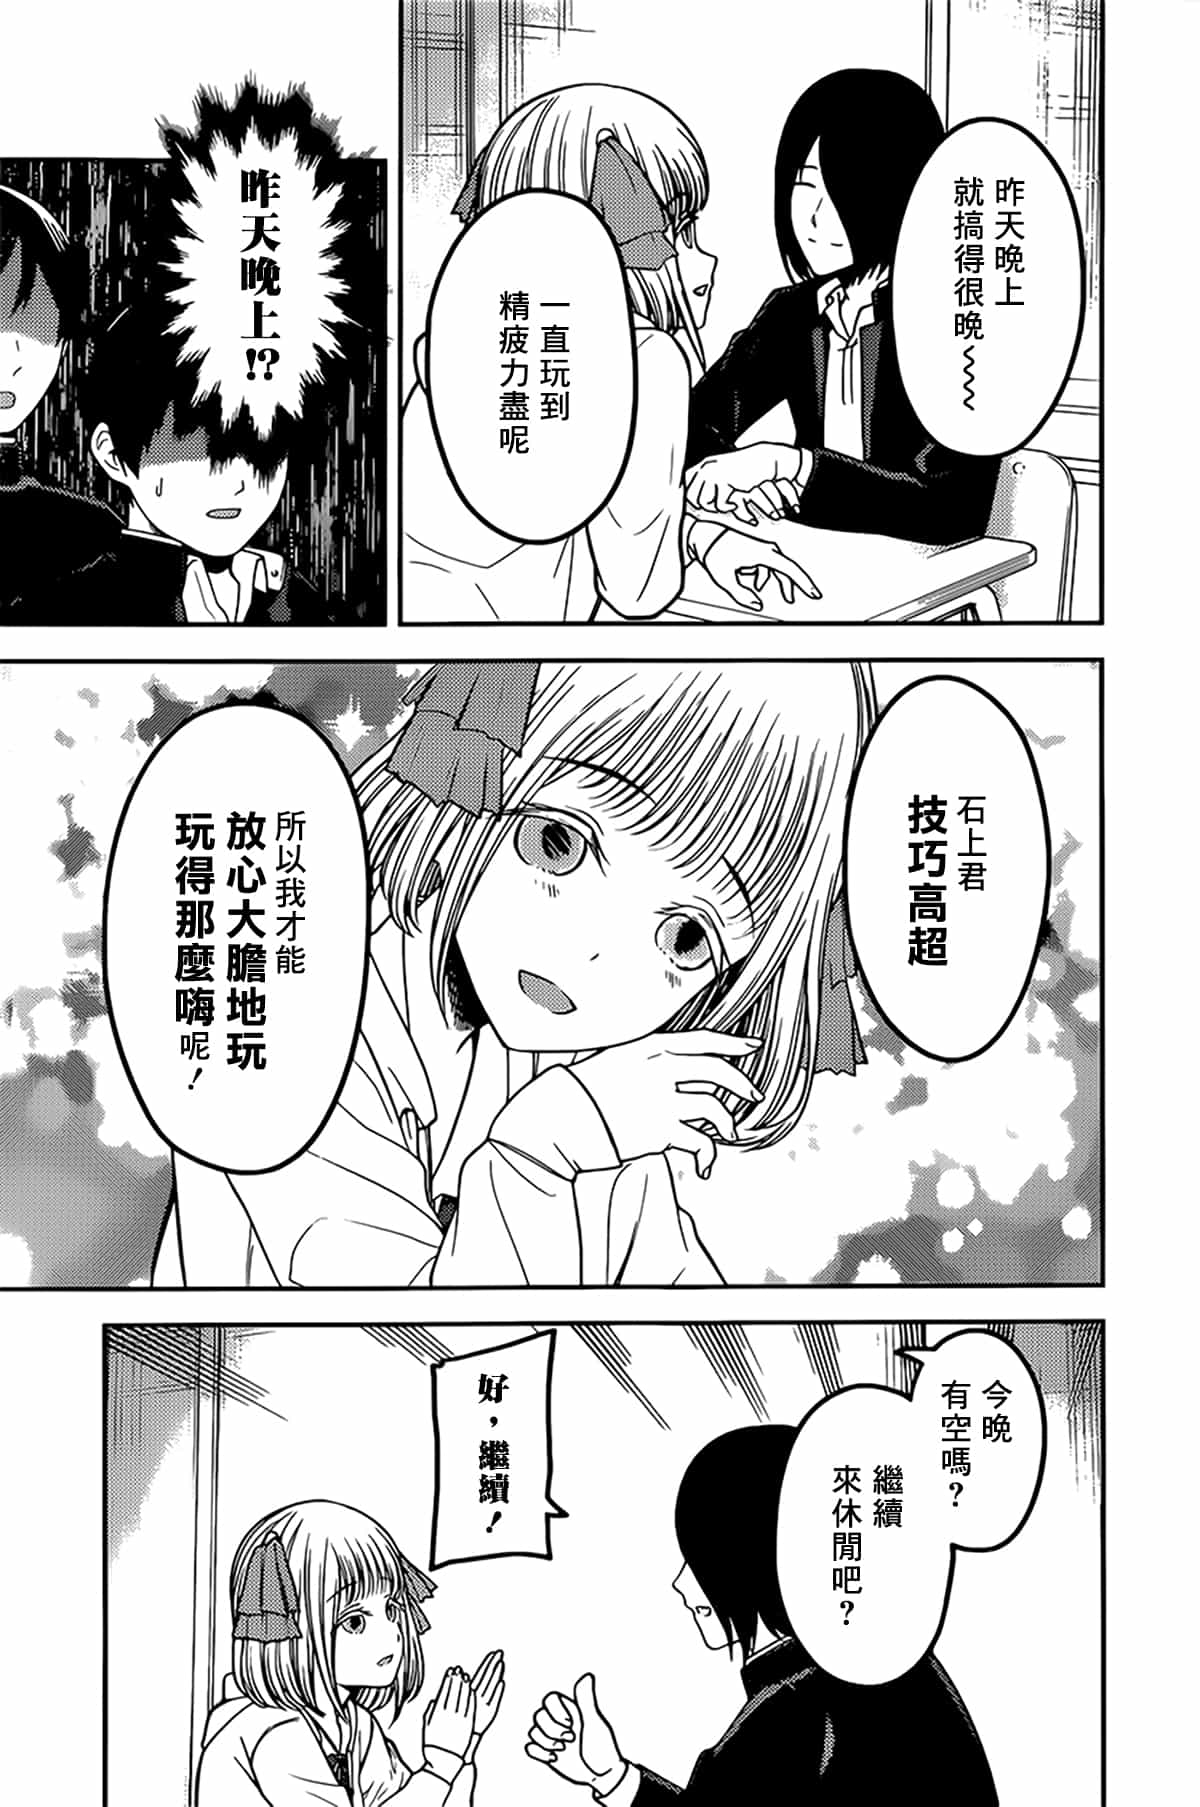 昨天晚上
就搞得很晚～
一直玩到
精疲力盡呢
昨天晚上!?
石上君
技巧高超
所以我才能
放心大膽地玩
玩得那麼嗨呢！
今晚
有空嗎？
繼續
來休閒吧？
好，繼續！